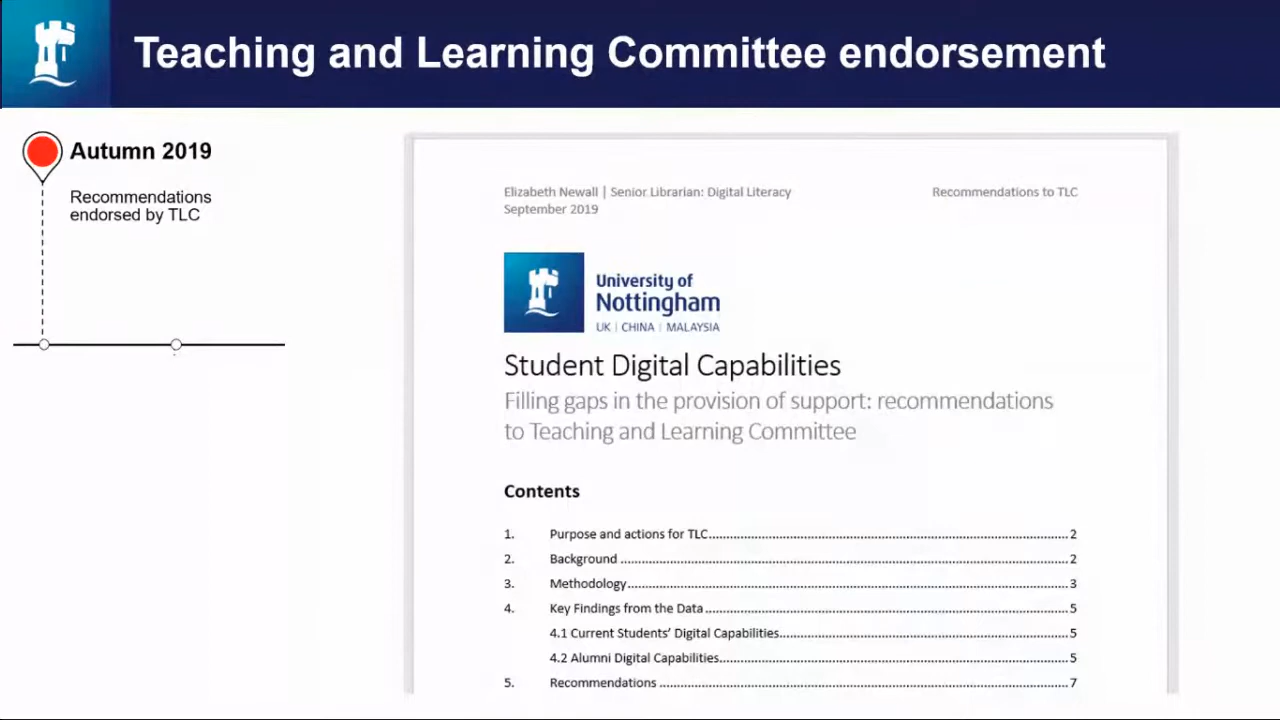 Teaching and Learning Committee endorsement
Autumn 2019
Recommendations
endorsed by TLC
Elizabeth Newall | Senior Librarian: Digital Literacy
September 2019
Recommendations to TLC
University of
Nottingham
UK | CHINA | MALAYSIA
Student Digital Capabilities
Filling gaps in the provision of support: recommendations
to Teaching and Learning Committee
Contents
1. Purpose and actions for TLC 2
2. Background 2
3. Methodology 3
4. Key Findings from the Data 5
4.1 Current Students' Digital Capabilities 5
4.2 Alumni Digital Capabilities 5
5. Recommendations 7